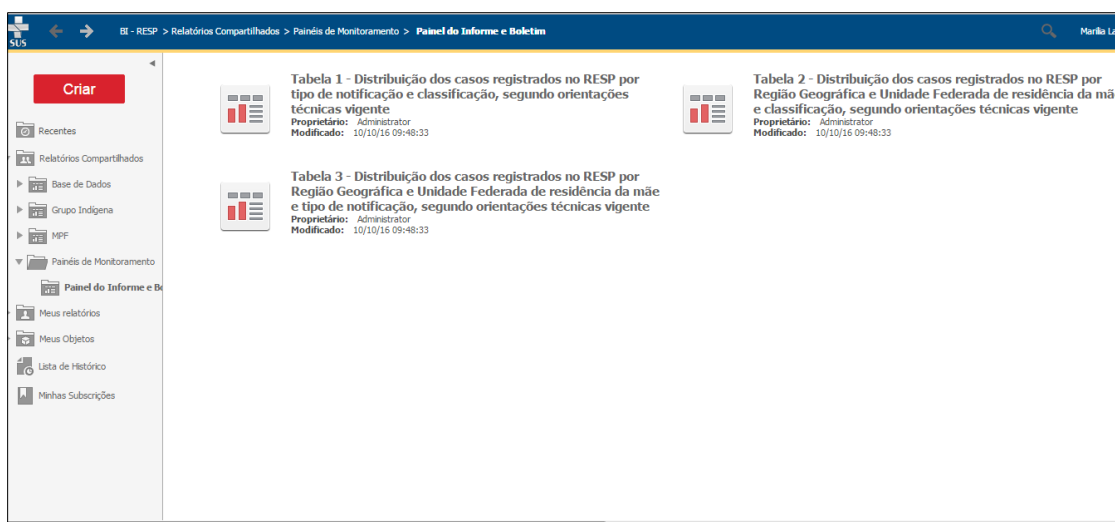 SUS
BI - RESP > Relatórios Compartilhados > Painéis de Monitoramento > Painel do Informe e Boletim
Marília La
Criar
Recentes
Relatórios Compartilhados
Base de Dados
Grupo Indígena
MPF
Painéis de Monitoramento
Painel do Informe e Bo
Meus relatórios
Meus Objetos
Lista de Histórico
Minhas Subscrições
Tabela 1 - Distribuição dos casos registrados no RESP por
tipo de notificação e classificação, segundo orientações
técnicas vigente
Proprietário: Administrator
Modificado: 10/10/16 09:48:33
Tabela 2 - Distribuição dos casos registrados no RESP por
Região Geográfica e Unidade Federada de residência da mã
e classificação, segundo orientações técnicas vigente
Proprietário: Administrator
Modificado: 10/10/16 09:48:33
Tabela 3 - Distribuição dos casos registrados no RESP por
Região Geográfica e Unidade Federada de residência da mãe
e tipo de notificação, segundo orientações técnicas vigente
Proprietário: Administrator
Modificado: 10/10/16 09:48:33